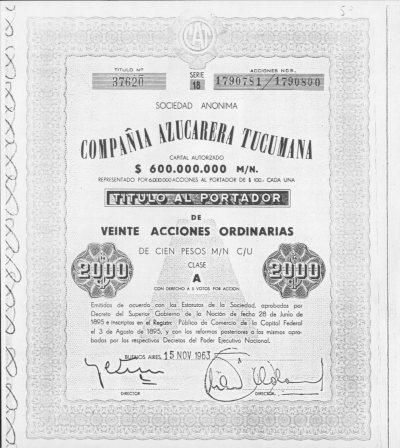 TITULO Nº
37620
SERIE
18
ACCIONES NOS.
1790781/1790800
SOCIEDAD ANONIMA
COMPAÑIA AZUCARERA TUCUMANA
CAPITAL AUTORIZADO
$ 600.000.000 M/N.
REPRESENTADO POR 6.000.000 ACCIONES AL PORTADOR DE $ 100.- CADA UNA
TITULO AL PORTADOR
DE
VEINTE ACCIONES ORDINARIAS
DE CIEN PESOS M/N C/U
CLASE
A
CON DERECHO A 5 VOTOS POR ACCION
2000 2000
Emitidas de acuerdo con los Estatutos de la Sociedad, aprobados por
Decreto del Superior Gobierno de la Nación de fecha 28 de Junio de
1895 e inscriptos en el Registro Público de Comercio de la Capital Federal
el 3 de Agosto de 1895, y con las reformas posteriores a los mismos apro-
badas por los respectivos Decretos del Poder Ejecutivo Nacional.
BUENOS AIRES, 15 NOV 1963
DIRECTOR DIRECTOR